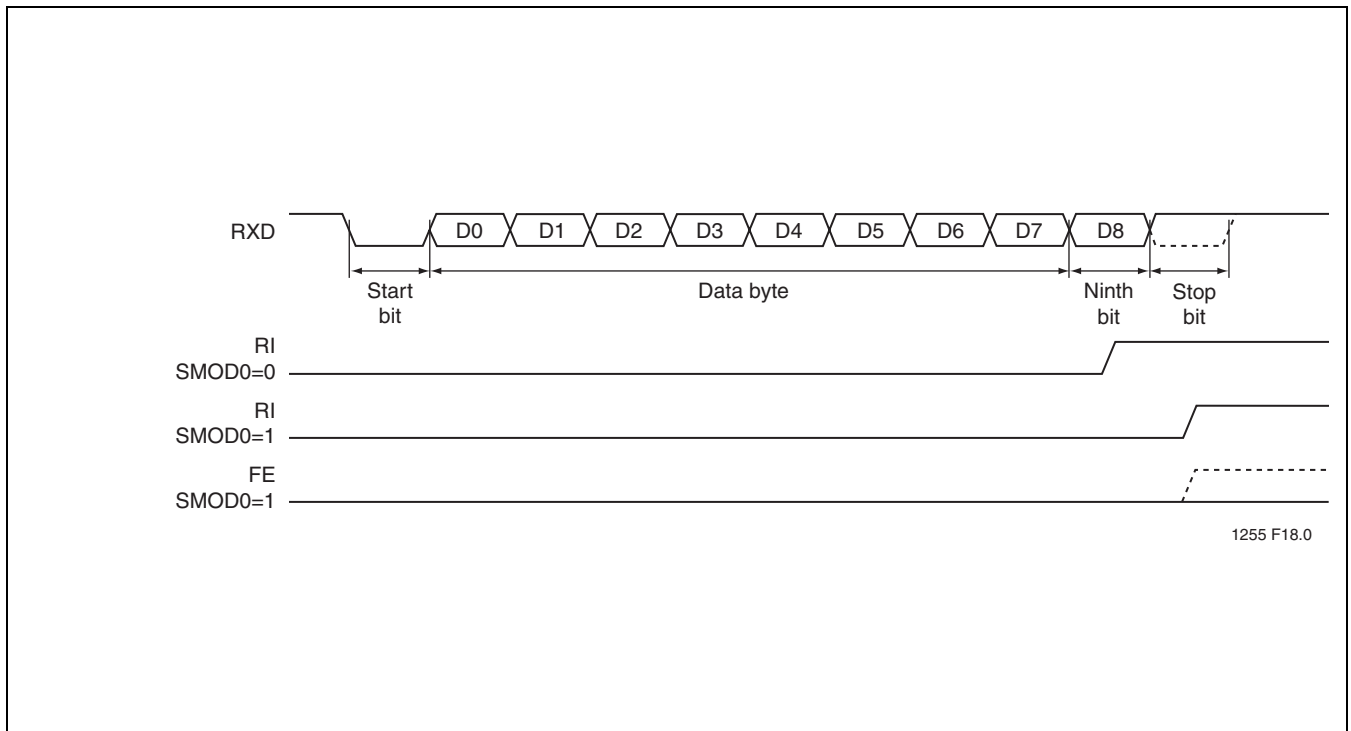 RXD D0 D1 D2 D3 D4 D5 D6 D7 D8
Start bit
Data byte
Ninth bit
Stop bit
RI
SMOD0=0
RI
SMOD0=1
FE
SMOD0=1
1255 F18.0